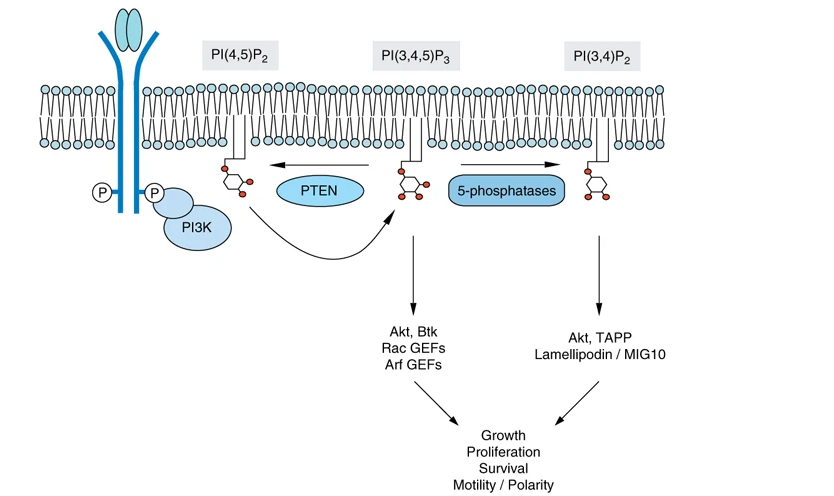 PI(4,5)P2
PI(3,4,5)P3
PI(3,4)P2
P
P
PI3K
PTEN
5-phosphatases
Akt, Btk
Rac GEFs
Arf GEFs
Akt, TAPP
Lamellipodin / MIG10
Growth
Proliferation
Survival
Motility / Polarity